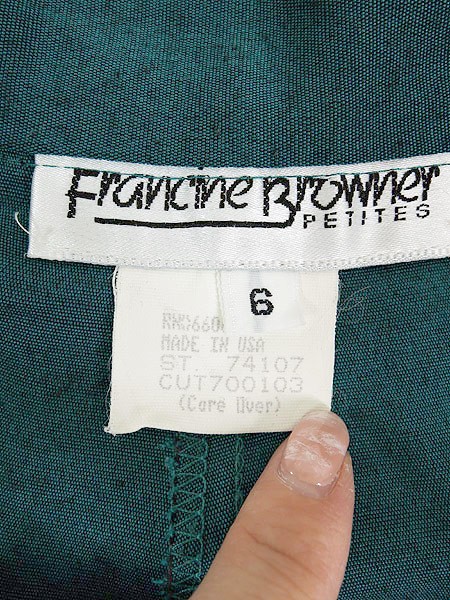 Francine Browner
PETITES
6
MADE IN USA
ST. 74107
CUT700103
(Care Over)